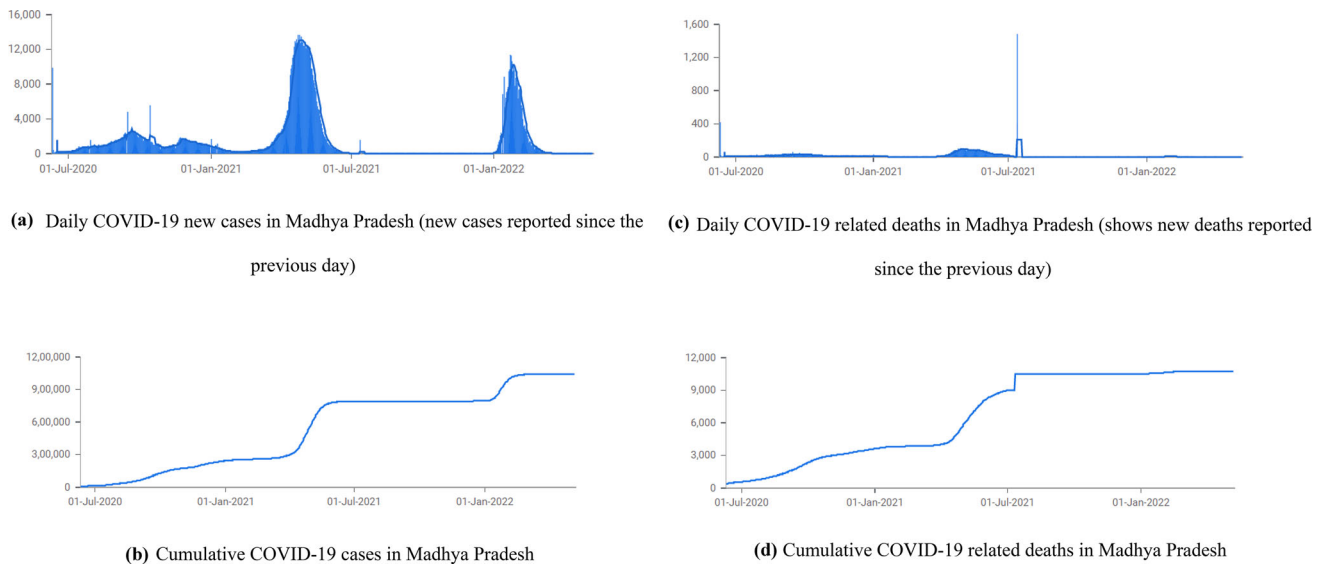 16,000
12,000
8,000
4,000
0
01-Jul-2020 01-Jan-2021 01-Jul-2021 01-Jan-2022
(a) Daily COVID-19 new cases in Madhya Pradesh (new cases reported since the
previous day)
1,600
1,200
800
400
0
01-Jul-2020 01-Jan-2021 01-Jul-2021 01-Jan-2022
(c) Daily COVID-19 related deaths in Madhya Pradesh (shows new deaths reported
since the previous day)
12,00,000
9,00,000
6,00,000
3,00,000
0
01-Jul-2020 01-Jan-2021 01-Jul-2021 01-Jan-2022
(b) Cumulative COVID-19 cases in Madhya Pradesh
12,000
9,000
6,000
3,000
0
01-Jul-2020 01-Jan-2021 01-Jul-2021 01-Jan-2022
(d) Cumulative COVID-19 related deaths in Madhya Pradesh